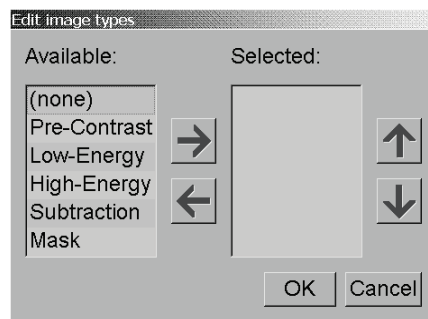 Edit image types
Available:
Selected:
(none)
Pre-Contrast
Low-Energy
High-Energy
Subtraction
Mask
OK
Cancel